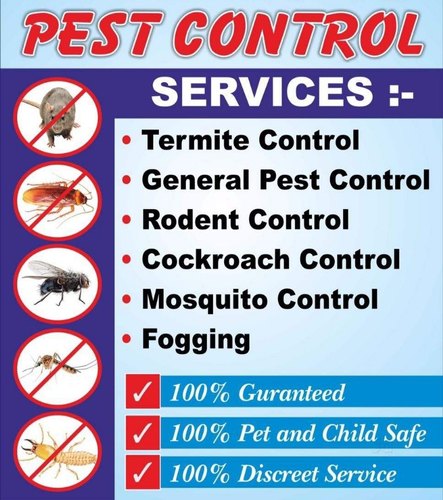 PEST CONTROL
SERVICES :-
• Termite Control
• General Pest Control
• Rodent Control
• Cockroach Control
• Mosquito Control
• Fogging
✓ 100% Guranteed
✓ 100% Pet and Child Safe
✓ 100% Discreet Service